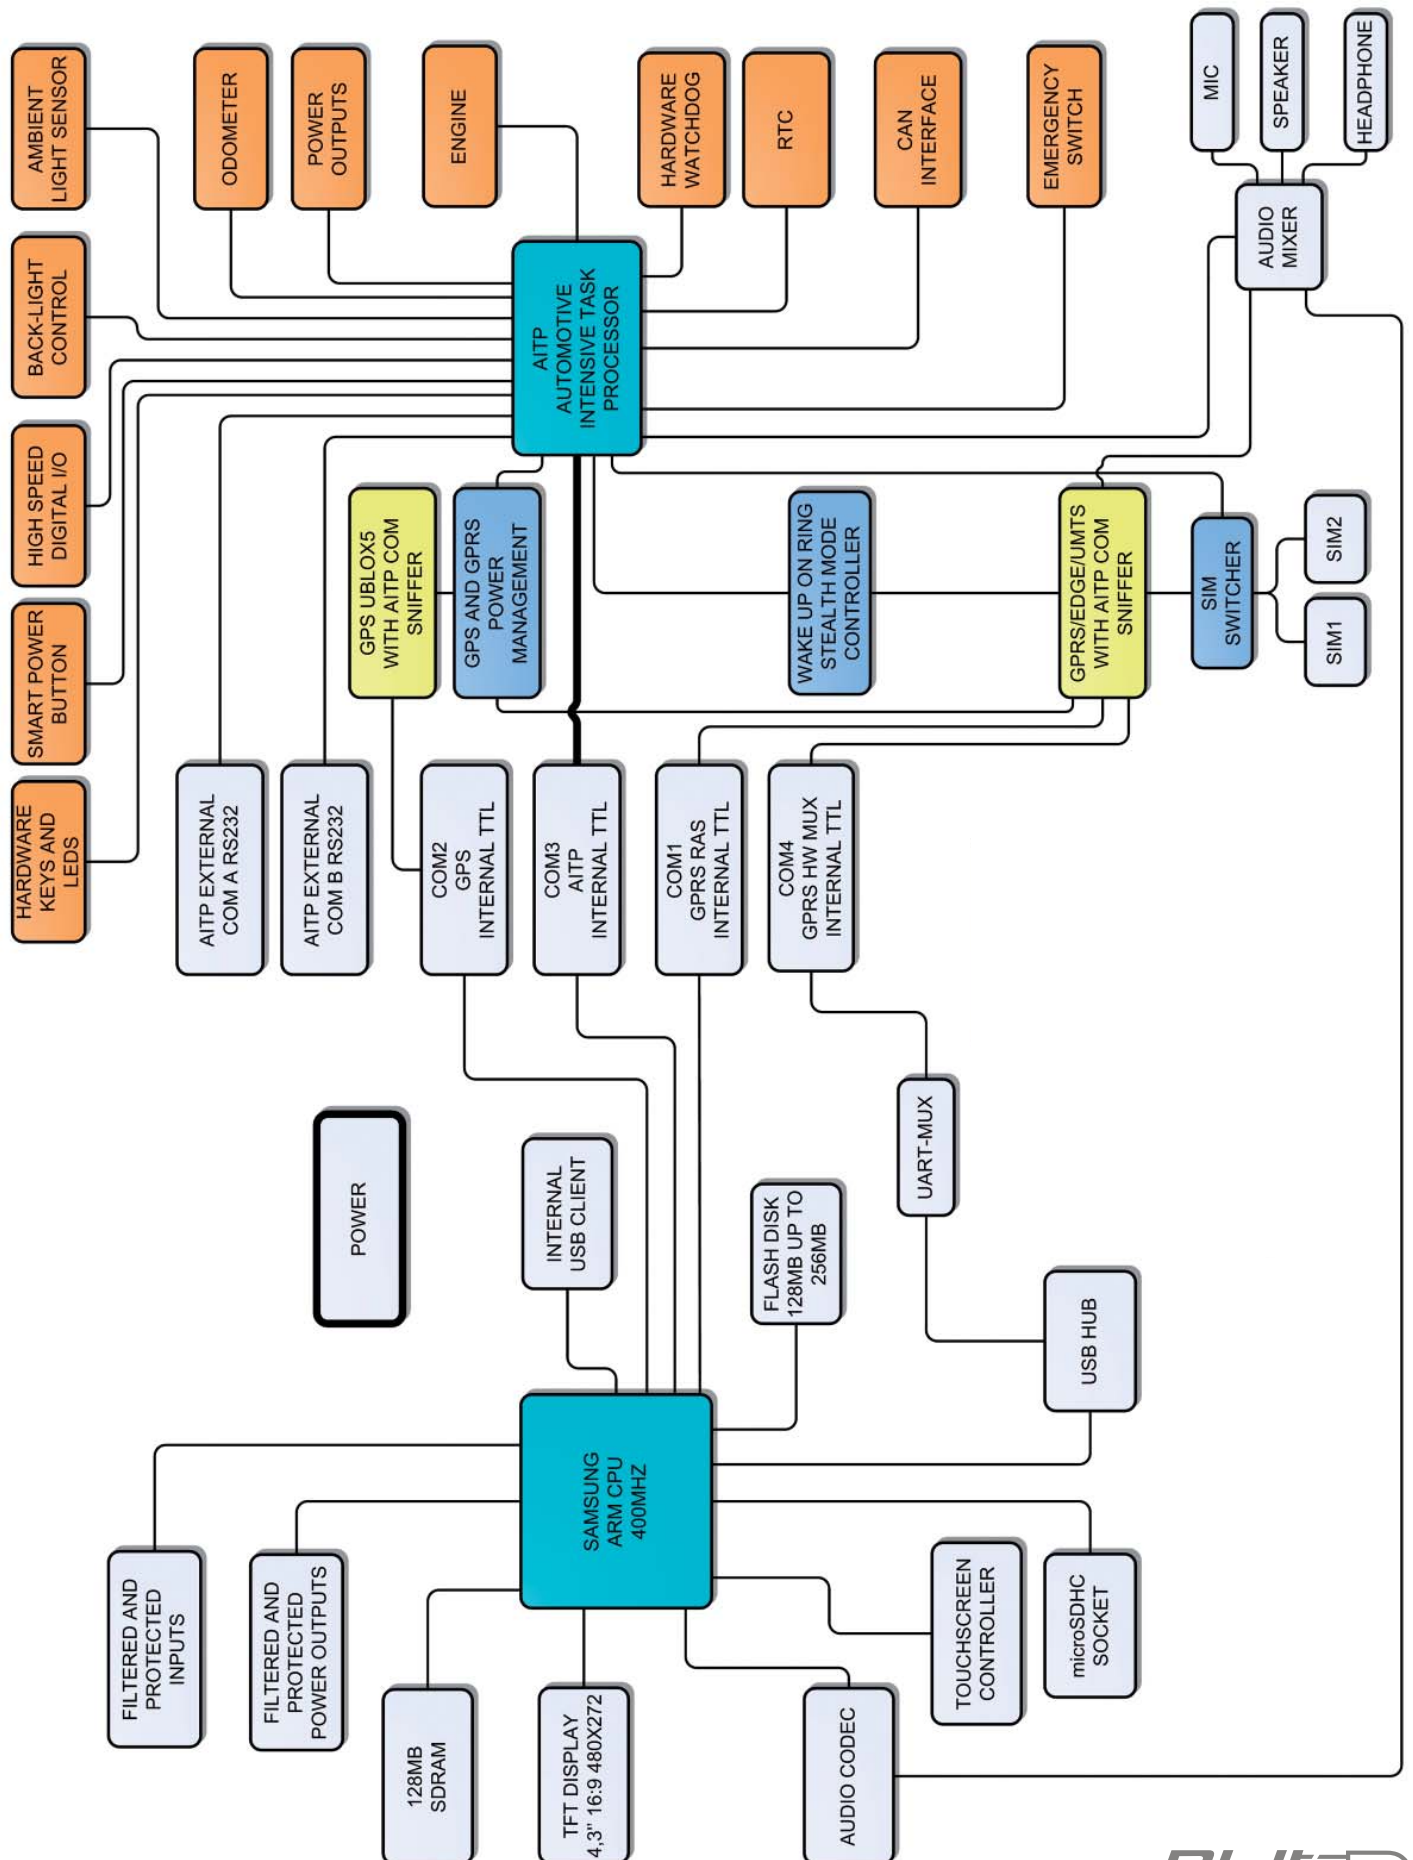 AMBIENT
LIGHT SENSOR
BACK-LIGHT
CONTROL
HIGH SPEED
DIGITAL I/O
SMART POWER
BUTTON
HARDWARE
KEYS AND
LEDS
ODOMETER
POWER
OUTPUTS
ENGINE
HARDWARE
WATCHDOG
RTC
CAN
INTERFACE
EMERGENCY
SWITCH
MIC
SPEAKER
HEADPHONE
AUDIO
MIXER
AITP
AUTOMOTIVE
INTENSIVE TASK
PROCESSOR
GPS UBLOX5
WITH AITP COM
SNIFFER
GPS AND GPRS
POWER
MANAGEMENT
WAKE UP ON RING
STEALTH MODE
CONTROLLER
GPRS/EDGE/UMTS
WITH AITP COM
SNIFFER
SIM
SWITCHER
SIM2
SIM1
AITP EXTERNAL
COM A RS232
AITP EXTERNAL
COM B RS232
COM2
GPS
INTERNAL TTL
COM3
AITP
INTERNAL TTL
COM1
GPRS RAS
INTERNAL TTL
COM4
GPRS HW MUX
INTERNAL TTL
POWER
INTERNAL
USB CLIENT
FLASH DISK
128MB UP TO
256MB
UART-MUX
USB HUB
SAMSUNG
ARM CPU
400MHZ
FILTERED AND
PROTECTED
INPUTS
FILTERED AND
PROTECTED
POWER OUTPUTS
128MB
SDRAM
TFT DISPLAY
4,3" 16:9 480X272
AUDIO CODEC
TOUCHSCREEN
CONTROLLER
microSDHC
SOCKET